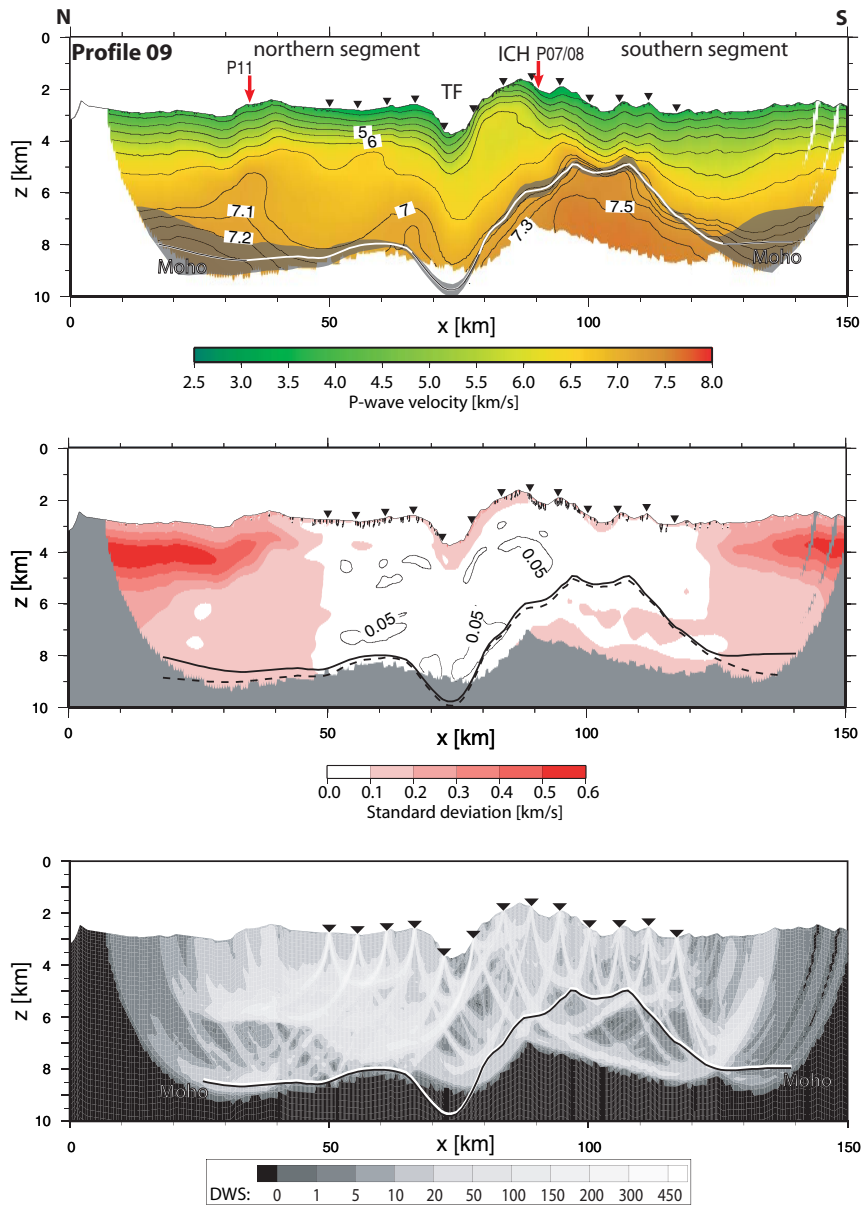 N S
Profile 09 northern segment ICH P07/08 southern segment
P11 TF
0
2
4
6
8
10
z [km]
5
6
7.1
7.2
7
7.3
7.5
Moho Moho
0 50 100 150
x [km]
2.5 3.0 3.5 4.0 4.5 5.0 5.5 6.0 6.5 7.0 7.5 8.0
P-wave velocity [km/s]
0
2
4
6
8
10
z [km]
0.05
0.05
0.05
0 50 100 150
x [km]
0.0 0.1 0.2 0.3 0.4 0.5 0.6
Standard deviation [km/s]
0
2
4
6
8
10
z [km]
Moho Moho
0 50 100 150
x [km]
DWS: 0 1 5 10 20 50 100 150 200 300 450